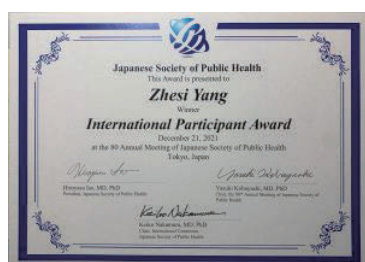 Japanese Society of Public Health
This Award is presented to
Zhesi Yang
Winner
International Participant Award
December 21, 2021
at the 80 Annual Meeting of Japanese Society of Public Health
Tokyo, Japan
MD, PhD
President, Japanese Society of Public Health
Yasuki Kobayashi, MD, PhD
Chair, the 80th Annual Meeting of Japanese Society of
Public Health
Keiko Nakamura, MD, PhD
Chair, International Committee,
Japanese Society of Public Health